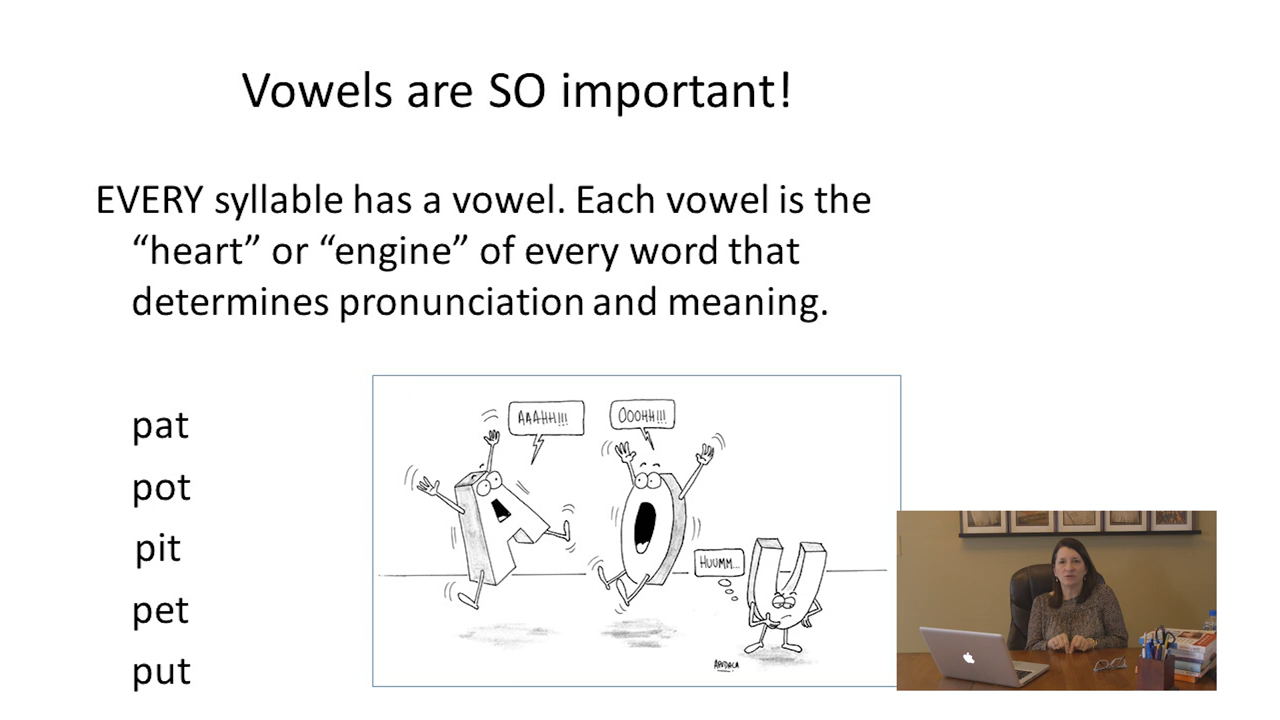 Vowels are SO important!
EVERY syllable has a vowel. Each vowel is the
“heart” or “engine” of every word that
determines pronunciation and meaning.
pat
pot
pit
pet
put
AAAHH!!!
OOOHH!!!
HUUMM...
APODACA